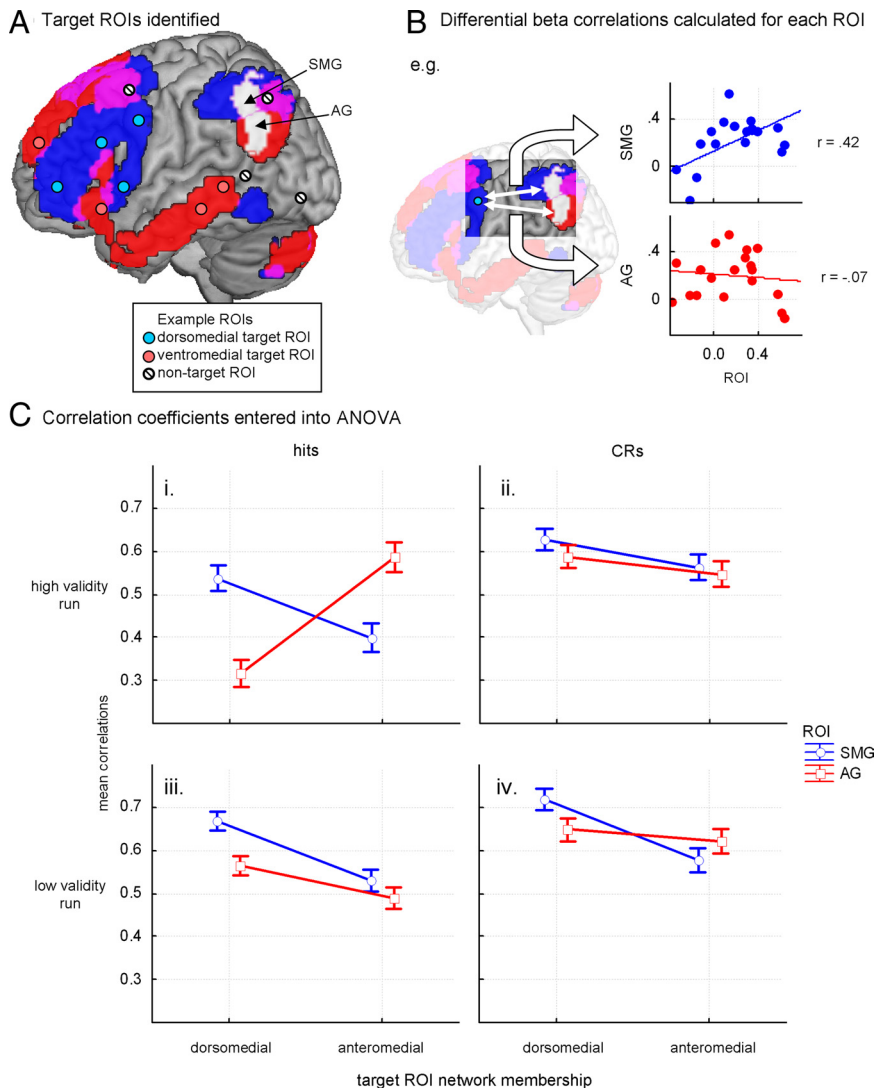 A Target ROIs identified
SMG
AG
Example ROIs
dorsomedial target ROI
ventromedial target ROI
non-target ROI
B Differential beta correlations calculated for each ROI
e.g.
SMG
.4
0
r = .42
AG
.4
0
r = -.07
0.0 0.4
ROI
C Correlation coefficients entered into ANOVA
hits CRs
high validity
run
low validity
run
mean correlations
i.
0.7
0.6
0.5
0.4
0.3
ii.
iii.
0.7
0.6
0.5
0.4
0.3
iv.
ROI
SMG
AG
dorsomedial anteromedial dorsomedial anteromedial
target ROI network membership